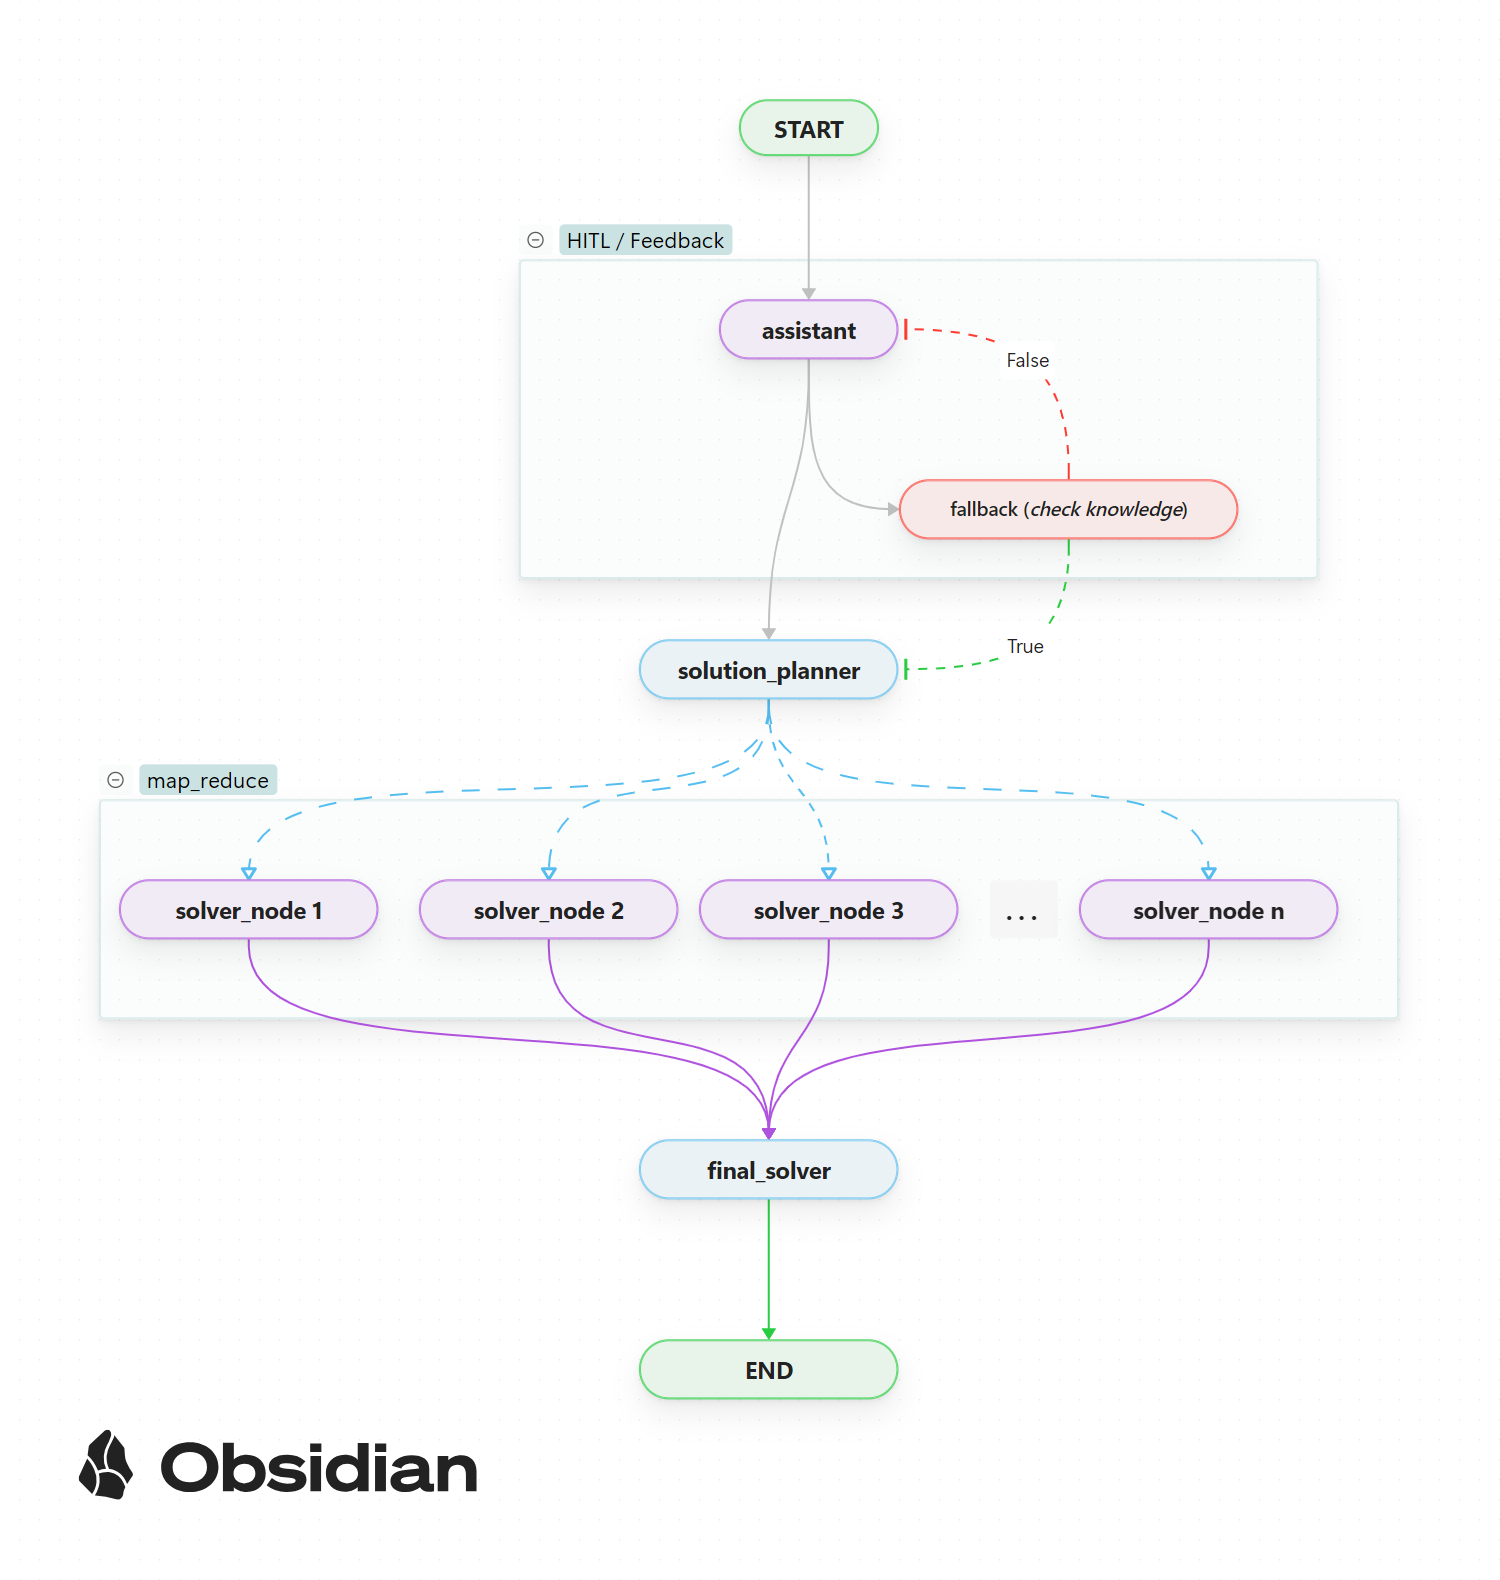 START
HITL / Feedback
assistant
False
fallback (check knowledge)
True
solution_planner
map_reduce
solver_node 1
solver_node 2
solver_node 3
...
solver_node n
final_solver
END
Obsidian